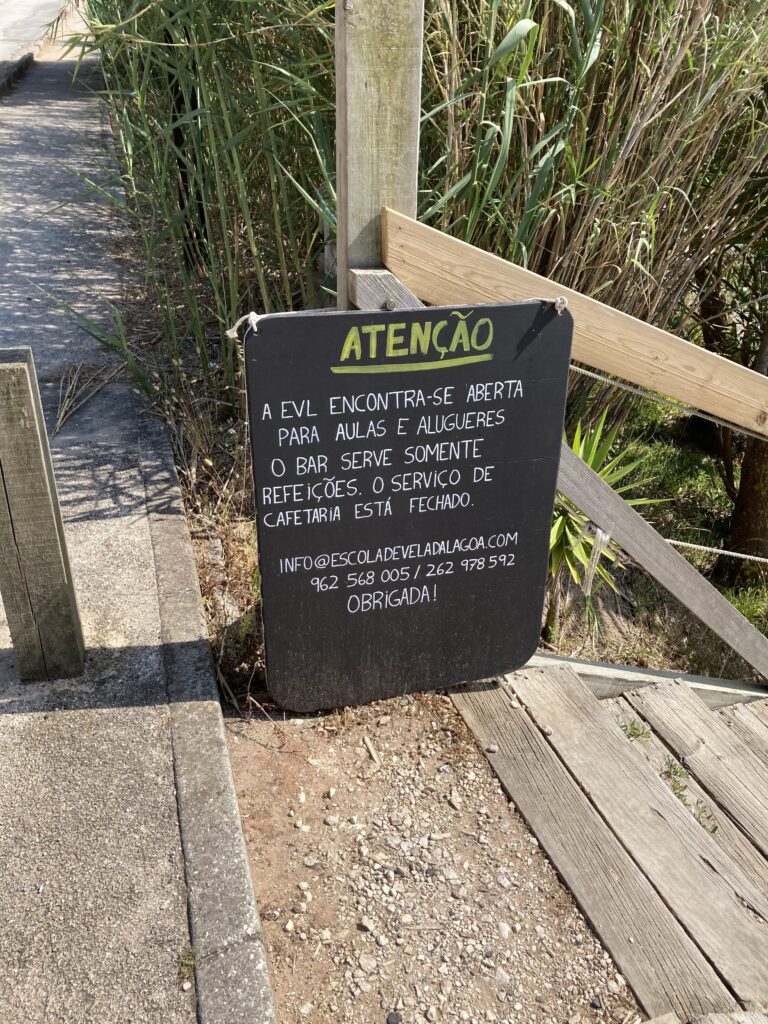 ATENÇÃO
A EVL ENCONTRA-SE ABERTA
PARA AULAS E ALUGUERES
O BAR SERVE SOMENTE
REFEIÇÕES. O SERVIÇO DE
CAFETARIA ESTÁ FECHADO.
INFO@ESCOLADEVELADALAGOA.COM
962 568 005 / 262 978 592
OBRIGADA!